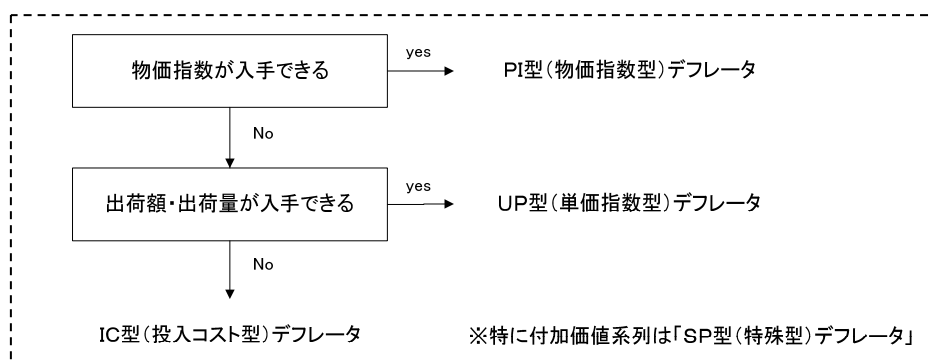 物価指数が入手できる
yes
PI型（物価指数型）デフレータ
No
出荷額・出荷量が入手できる
yes
UP型（単価指数型）デフレータ
No
IC型（投入コスト型）デフレータ
※特に付加価値系列は「SP型（特殊型）デフレータ」